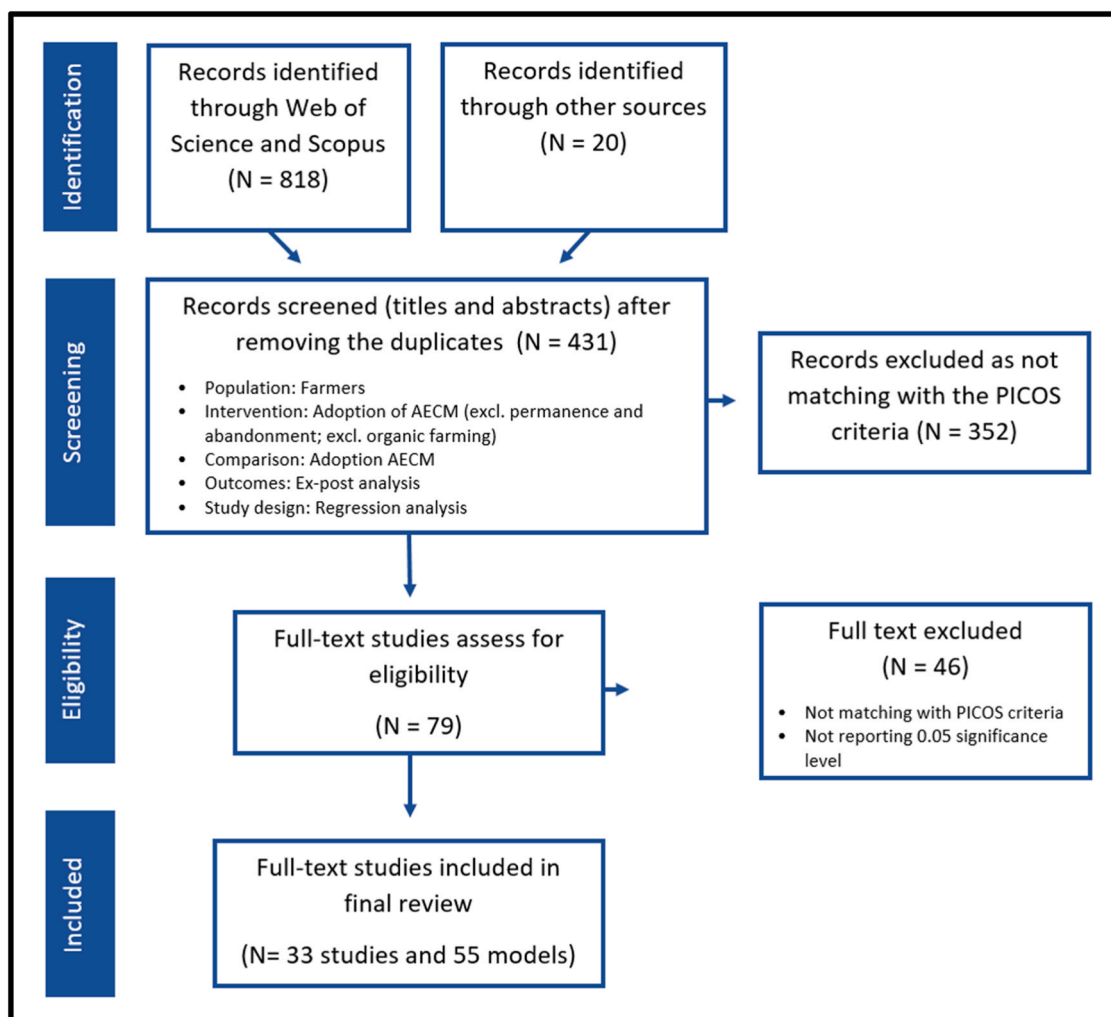 Identification
Records identified
through Web of
Science and Scopus
(N = 818)
Records identified
through other sources
(N = 20)
Screeening
Records screened (titles and abstracts) after
removing the duplicates (N = 431)
• Population: Farmers
• Intervention: Adoption of AECM (excl. permanence and
abandonment; excl. organic farming)
• Comparison: Adoption AECM
• Outcomes: Ex-post analysis
• Study design: Regression analysis
Records excluded as not
matching with the PICOS
criteria (N = 352)
Eligibility
Full-text studies assess for
eligibility
(N = 79)
Full text excluded
(N = 46)
• Not matching with PICOS criteria
• Not reporting 0.05 significance
level
Included
Full-text studies included in
final review
(N= 33 studies and 55 models)